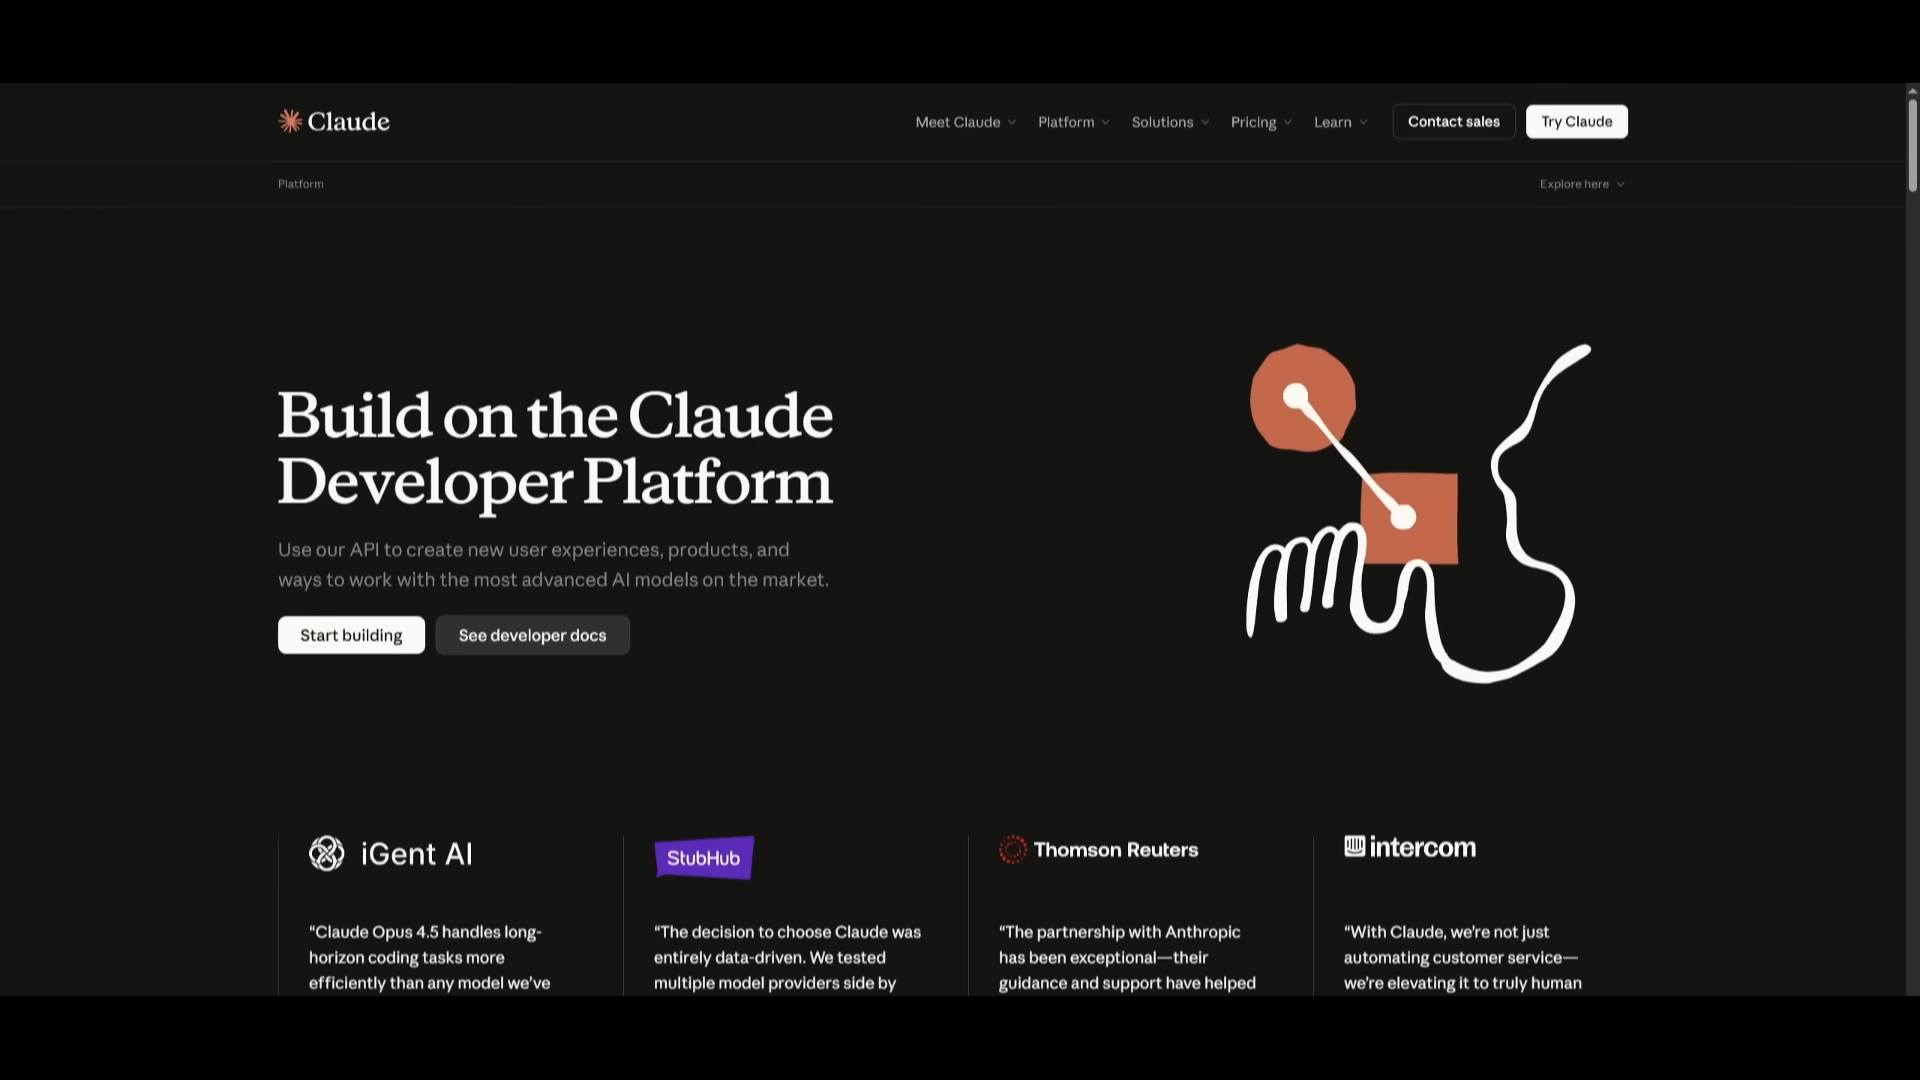 Claude
Meet Claude
Platform
Solutions
Pricing
Learn
Contact sales
Try Claude
Platform
Explore here
Build on the Claude
Developer Platform
Use our API to create new user experiences, products, and
ways to work with the most advanced AI models on the market.
Start building
See developer docs
iGent AI
“Claude Opus 4.5 handles long-
horizon coding tasks more
efficiently than any model we’ve
StubHub
“The decision to choose Claude was
entirely data-driven. We tested
multiple model providers side by
Thomson Reuters
“The partnership with Anthropic
has been exceptional—their
guidance and support have helped
intercom
“With Claude, we’re not just
automating customer service—
we’re elevating it to truly human